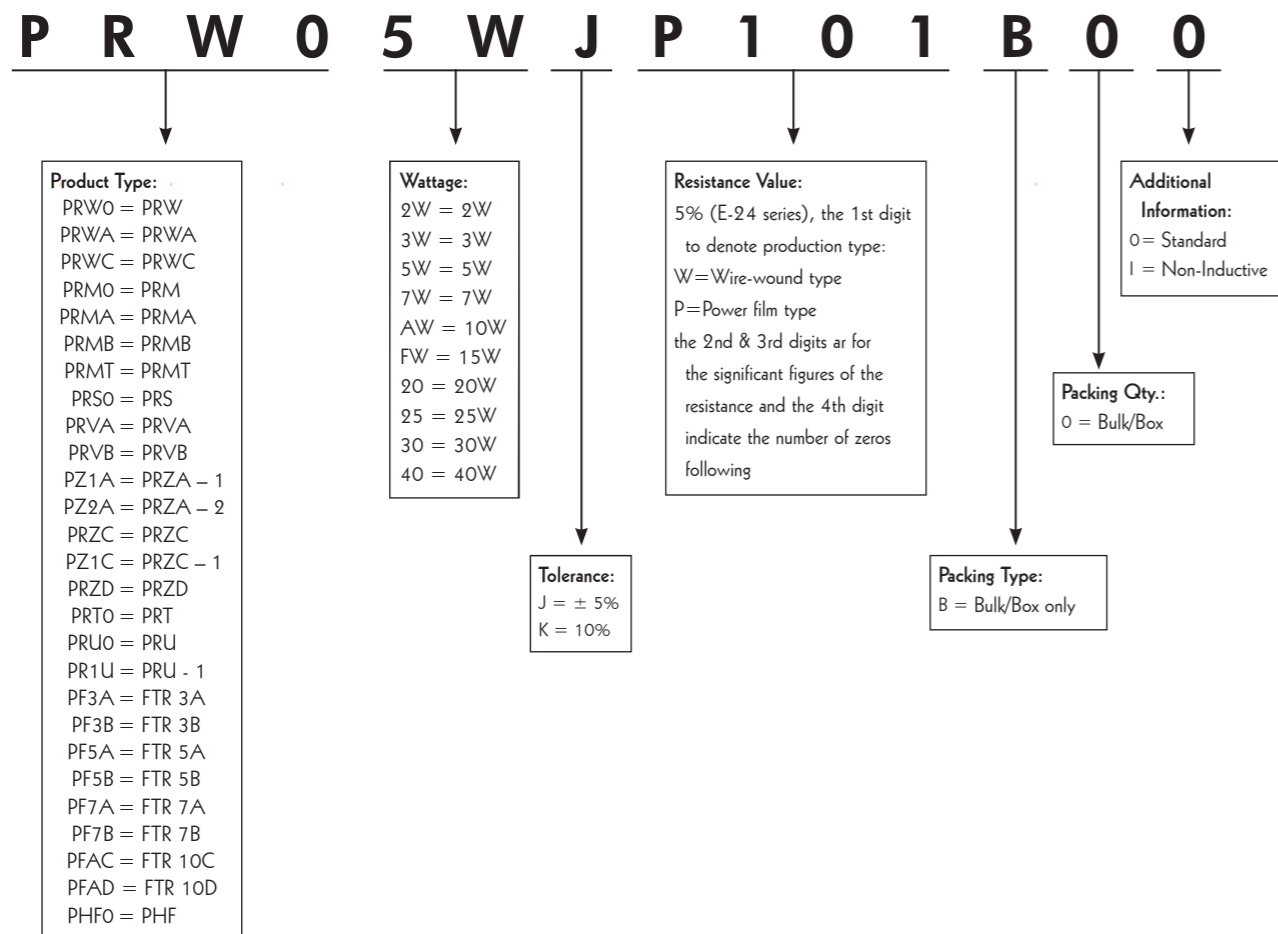 P R W 0 5 W J P 1 0 1 B 0 0
Product Type:
PRW0 = PRW
PRWA = PRWA
PRWC = PRWC
PRM0 = PRM
PRMA = PRMA
PRMB = PRMB
PRMT = PRMT
PRS0 = PRS
PRVA = PRVA
PRVB = PRVB
PZ1A = PRZA – 1
PZ2A = PRZA – 2
PRZC = PRZC
PZ1C = PRZC – 1
PRZD = PRZD
PRT0 = PRT
PRU0 = PRU
PR1U = PRU - 1
PF3A = FTR 3A
PF3B = FTR 3B
PF5A = FTR 5A
PF5B = FTR 5B
PF7A = FTR 7A
PF7B = FTR 7B
PFAC = FTR 10C
PFAD = FTR 10D
PHF0 = PHF
Wattage:
2W = 2W
3W = 3W
5W = 5W
7W = 7W
AW = 10W
FW = 15W
20 = 20W
25 = 25W
30 = 30W
40 = 40W
Tolerance:
J = ± 5%
K = 10%
Resistance Value:
5% (E-24 series), the 1st digit
to denote production type:
W=Wire-wound type
P=Power film type
the 2nd & 3rd digits ar for
the significant figures of the
resistance and the 4th digit
indicate the number of zeros
following
Packing Type:
B = Bulk/Box only
Packing Qty.:
0 = Bulk/Box
Additional
Information:
0= Standard
I = Non-Inductive